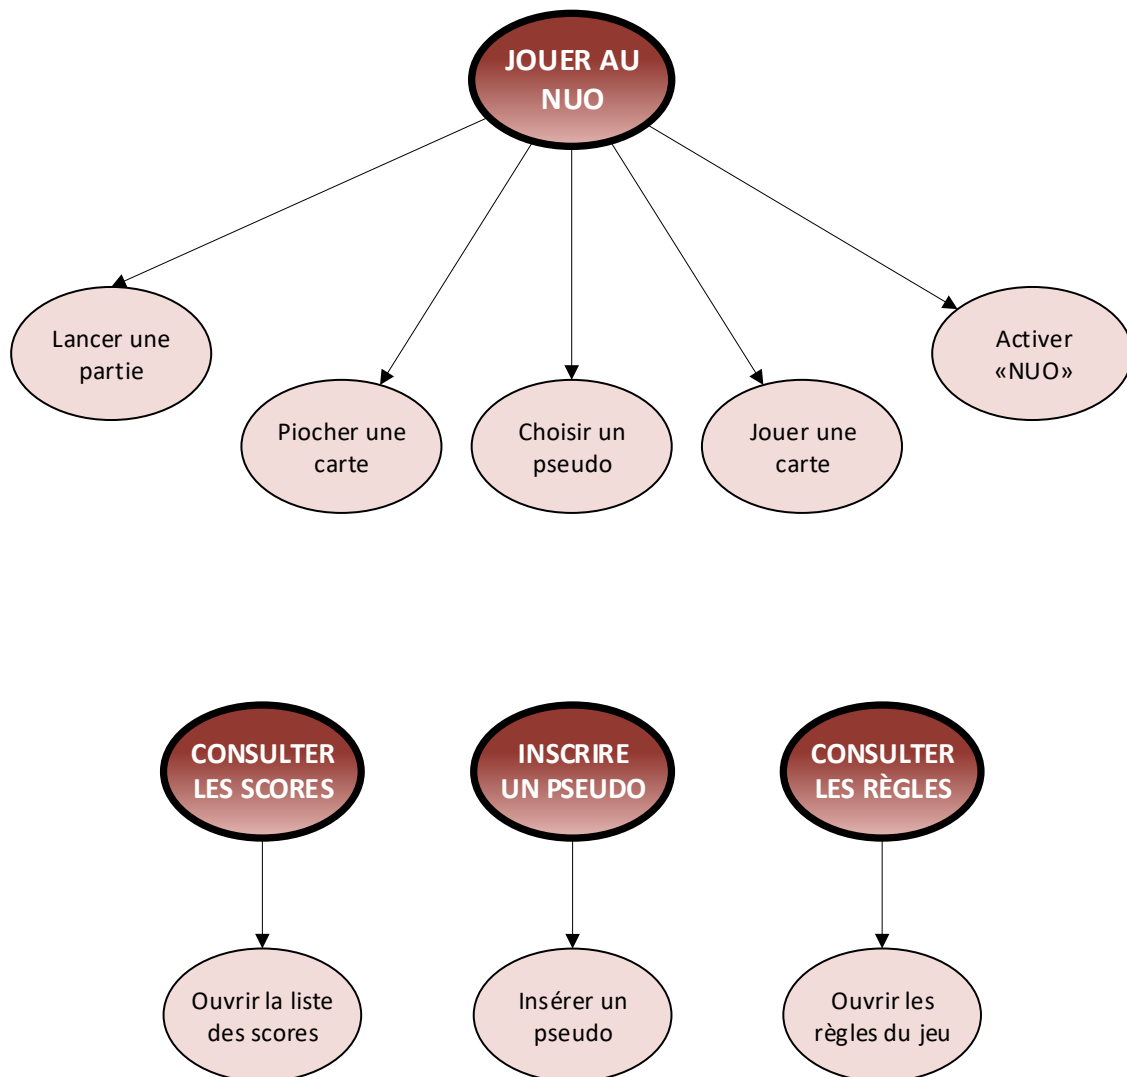 JOUER AU
NUO
Lancer une
partie
Activer
«NUO»
Piocher une
carte
Choisir un
pseudo
Jouer une
carte
CONSULTER
LES SCORES
INSCRIRE
UN PSEUDO
CONSULTER
LES RÈGLES
Ouvrir la liste
des scores
Insérer un
pseudo
Ouvrir les
règles du jeu